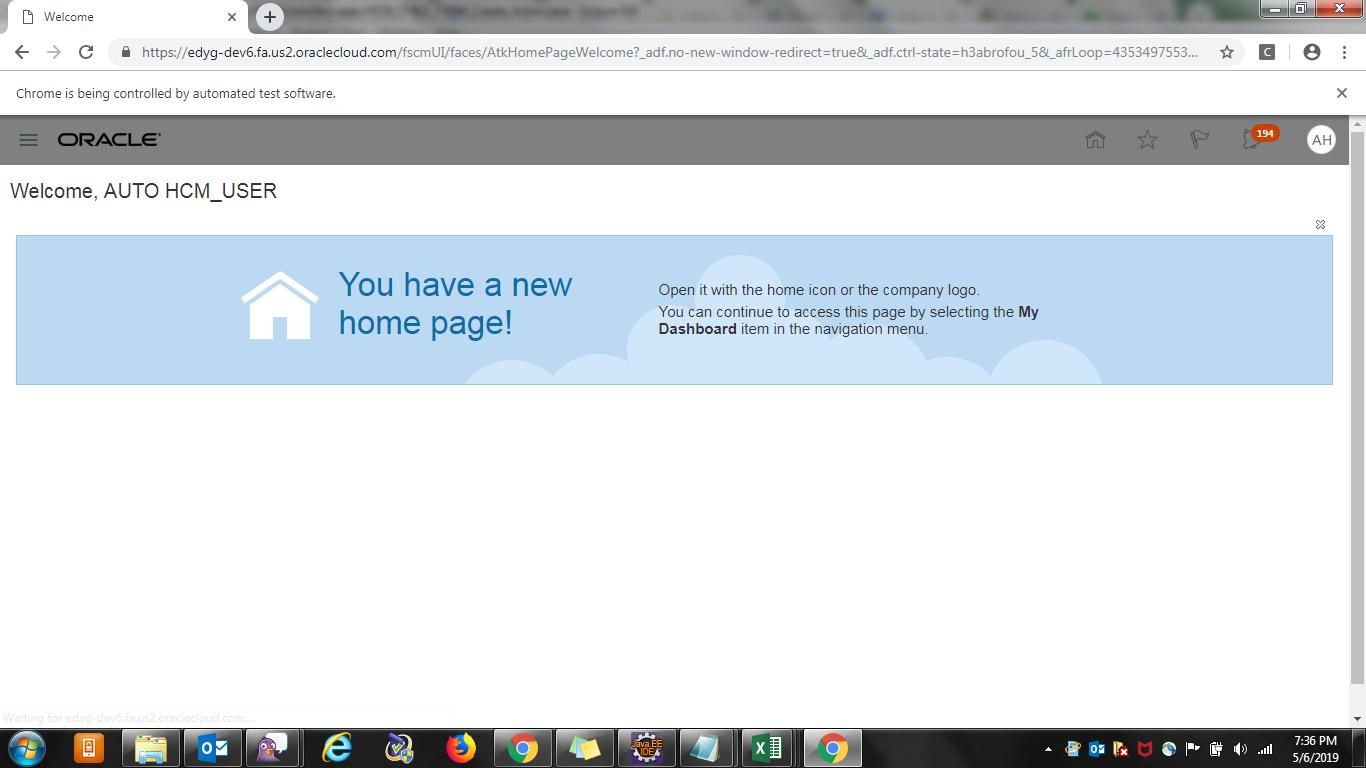 Welcome
https://edyg-dev6.fa.us2.oraclecloud.com/fscmUI/faces/AtkHomePageWelcome?_adf.no-new-window-redirect=true&_adf.ctrl-state=h3abrofou_5&_afrLoop=4353497553...
C
Chrome is being controlled by automated test software.
ORACLE
194
AH
Welcome, AUTO HCM_USER
You have a new
home page!
Open it with the home icon or the company logo.
You can continue to access this page by selecting the My
Dashboard item in the navigation menu.
Waiting for edyg-dev6.fa.us2.oraclecloud.com...
Java EE
IDE
7:36 PM
5/6/2019